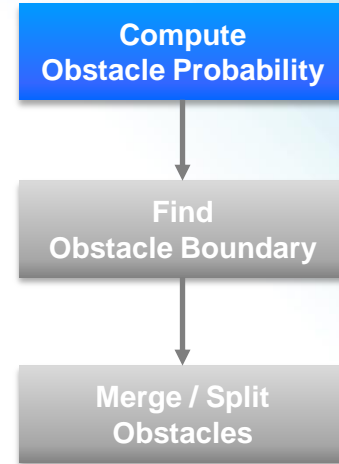 Compute
Obstacle Probability
Find
Obstacle Boundary
Merge / Split
Obstacles